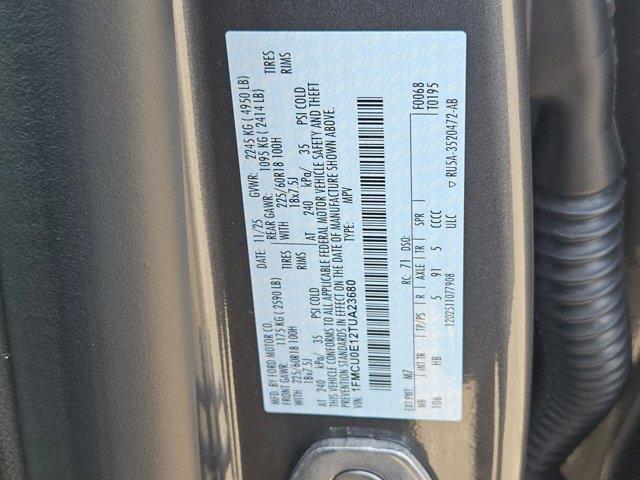 MFD. BY FORD MOTOR CO.
DATE: 11/25 GVWR: 2245 KG ( 4950 LB)
FRONT GAWR: 1175 KG ( 2590 LB) REAR GAWR: 1095 KG ( 2414 LB)
WITH 225/60R18 100H TIRES WITH 225/60R18 100H TIRES
18x7.5J RIMS 18x7.5J RIMS
AT 240 kPa/ 35 PSI COLD AT 240 kPa/ 35 PSI COLD
THIS VEHICLE CONFORMS TO ALL APPLICABLE FEDERAL MOTOR VEHICLE SAFETY AND THEFT
PREVENTION STANDARDS IN EFFECT ON THE DATE OF MANUFACTURE SHOWN ABOVE.
VIN: 1FMCU0E12TUA23680 TYPE: MPV
F0068
T0195
EXT PNT: M7 RC: 71 DSO:
WB INT TR TP/PS R AXLE TR SPR
106 HB 5 91 5 CCCC
ULC
1202511077908 ▽ RU5A-3520472-AB